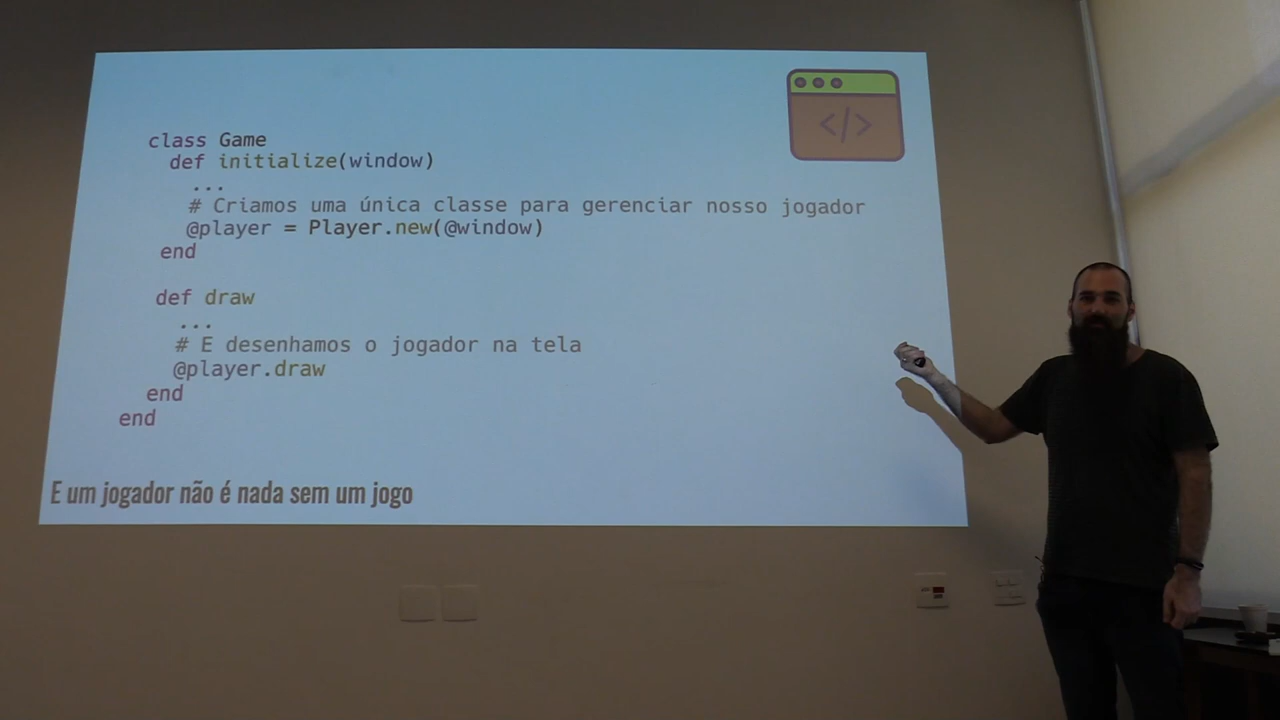 </>
class Game
def initialize(window)
...
# Criamos uma única classe para gerenciar nosso jogador
@player = Player.new(@window)
end
def draw
...
# E desenhamos o jogador na tela
@player.draw
end
end
E um jogador não é nada sem um jogo